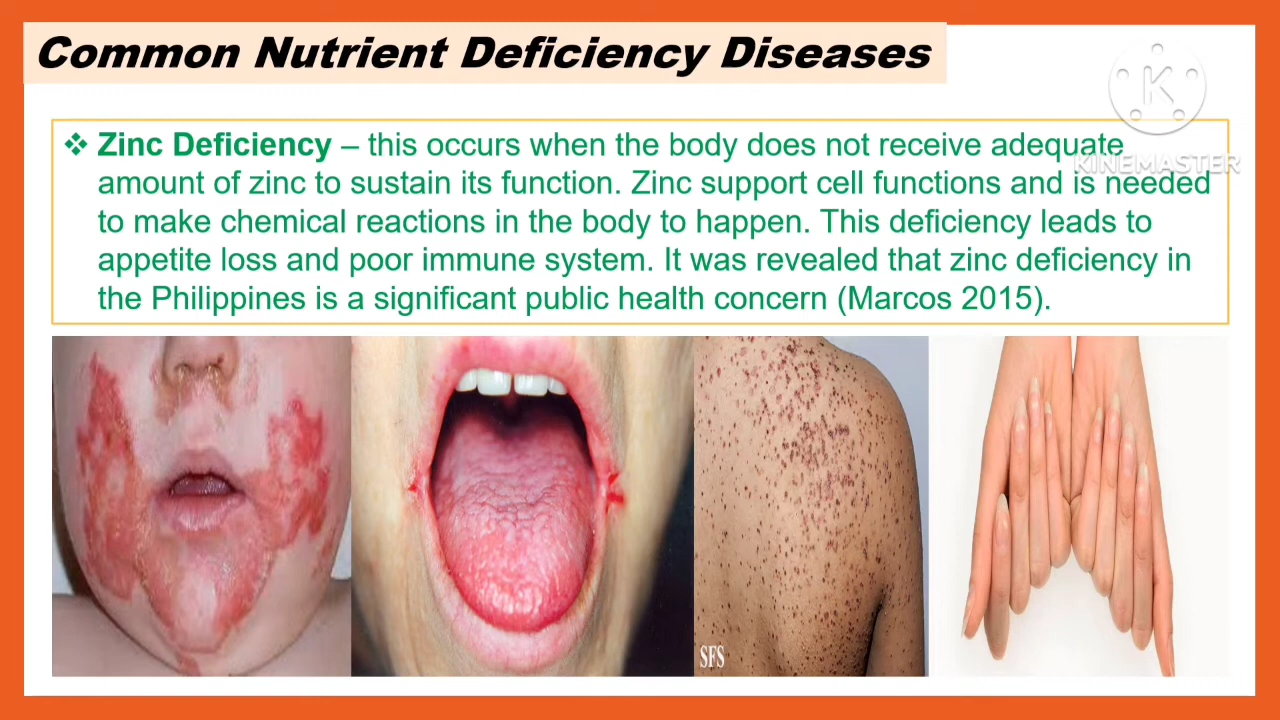 Common Nutrient Deficiency Diseases
K
KINEMASTER
❖ Zinc Deficiency – this occurs when the body does not receive adequate
amount of zinc to sustain its function. Zinc support cell functions and is needed
to make chemical reactions in the body to happen. This deficiency leads to
appetite loss and poor immune system. It was revealed that zinc deficiency in
the Philippines is a significant public health concern (Marcos 2015).
SFS